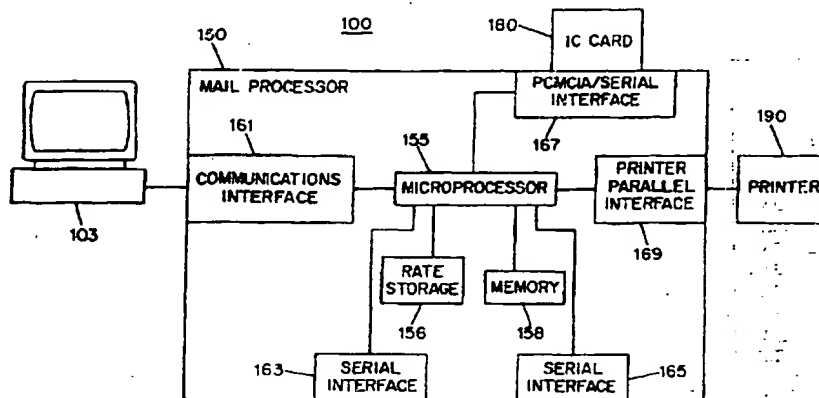 100
150
180
IC CARD
MAIL PROCESSOR
PCMCIA/SERIAL
INTERFACE
167
190
161
155
COMMUNICATIONS
INTERFACE
MICROPROCESSOR
PRINTER
PARALLEL
INTERFACE
PRINTER
103
169
RATE
STORAGE
MEMORY
156
158
163
SERIAL
INTERFACE
SERIAL
INTERFACE
165